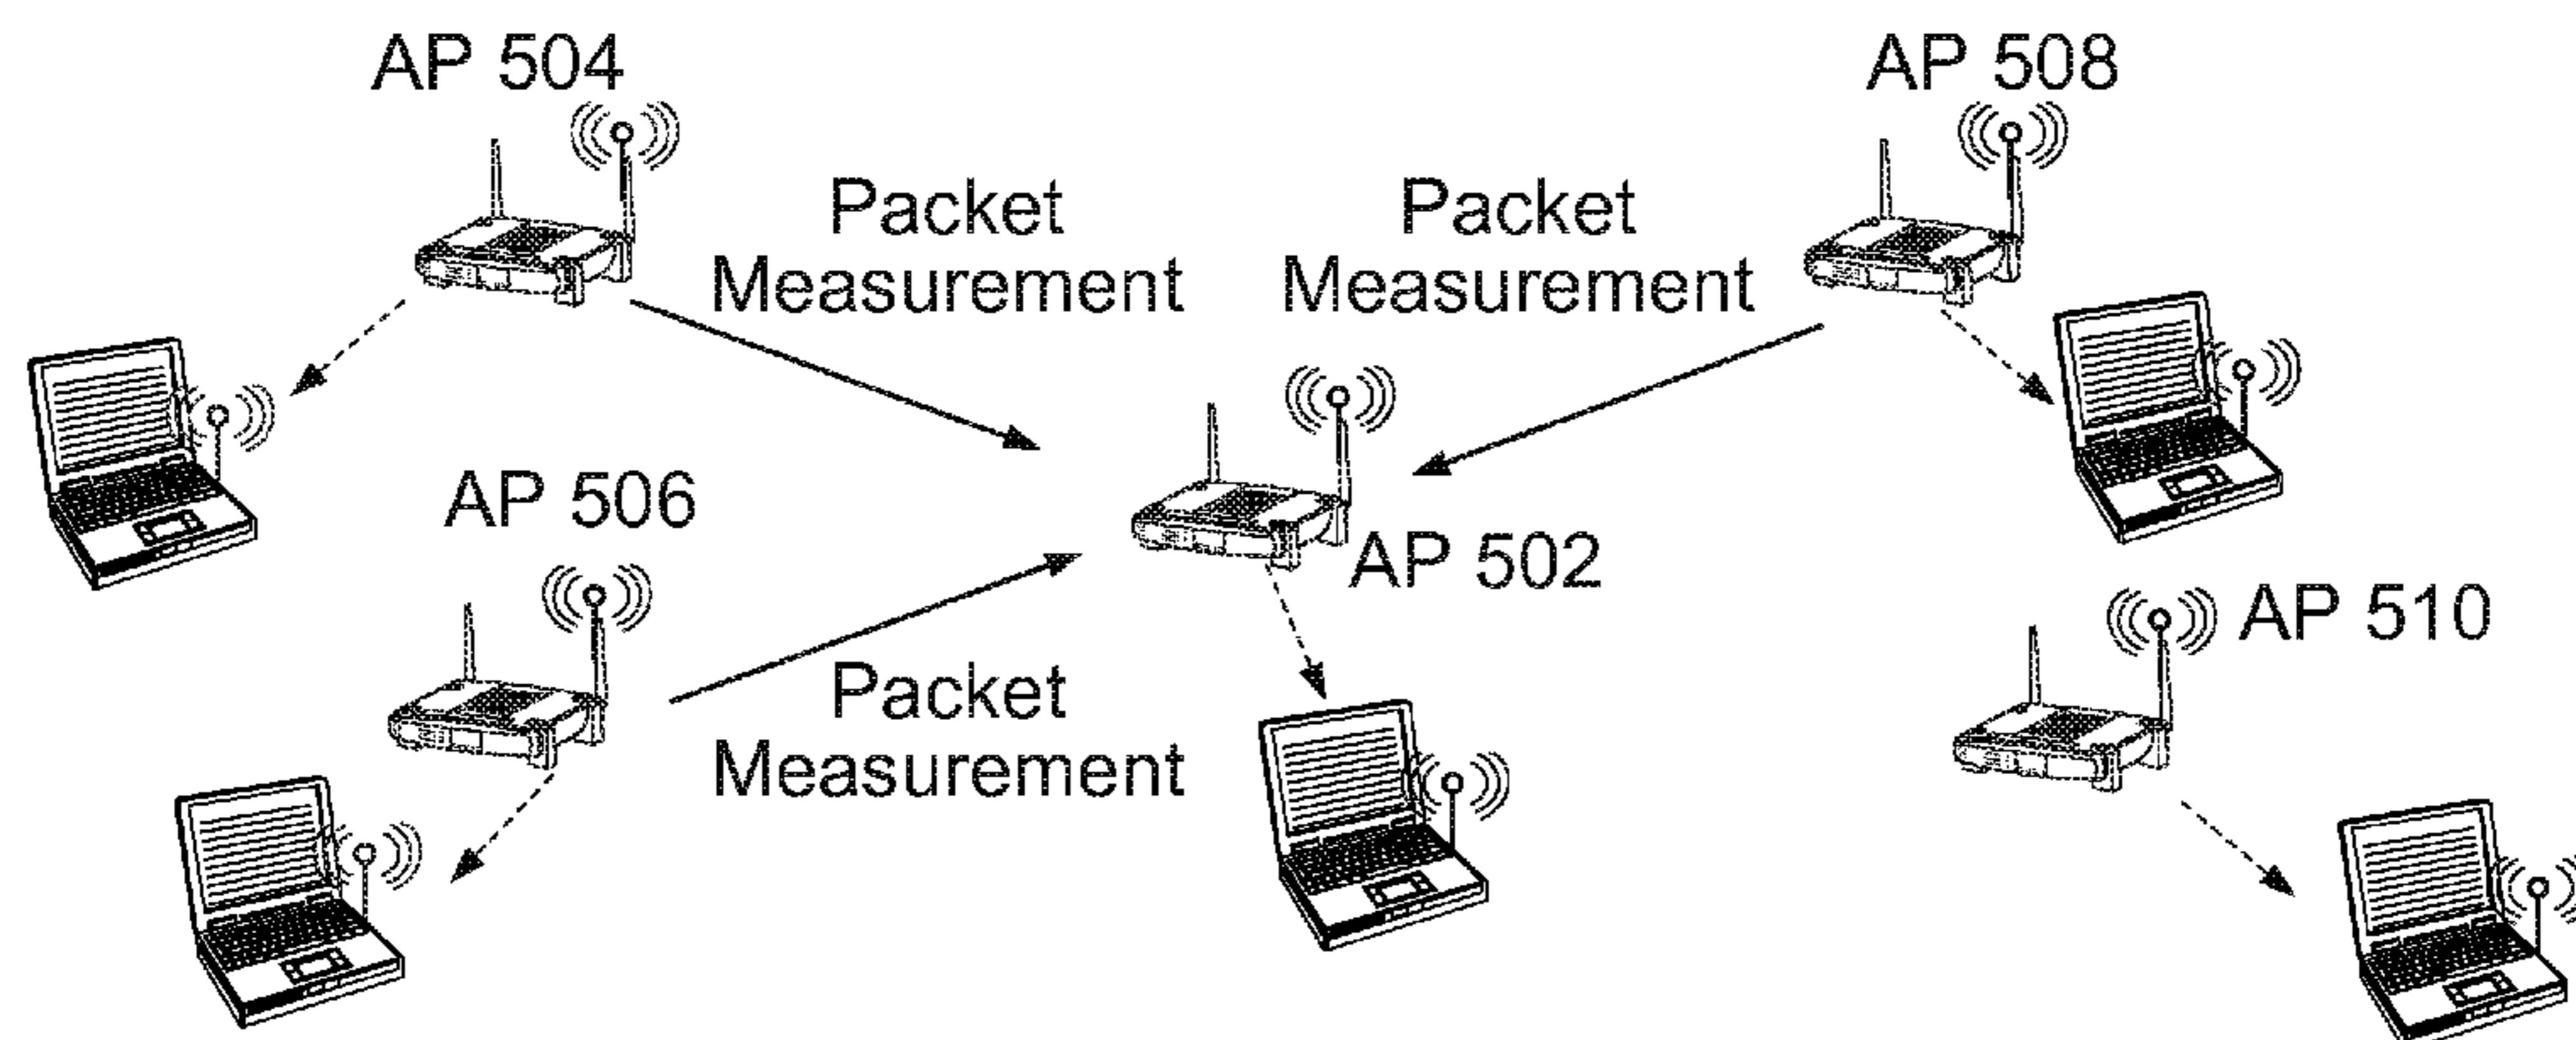 AP 504
AP 508
Packet
Measurement
Packet
Measurement
AP 506
AP 502
AP 510
Packet
Measurement